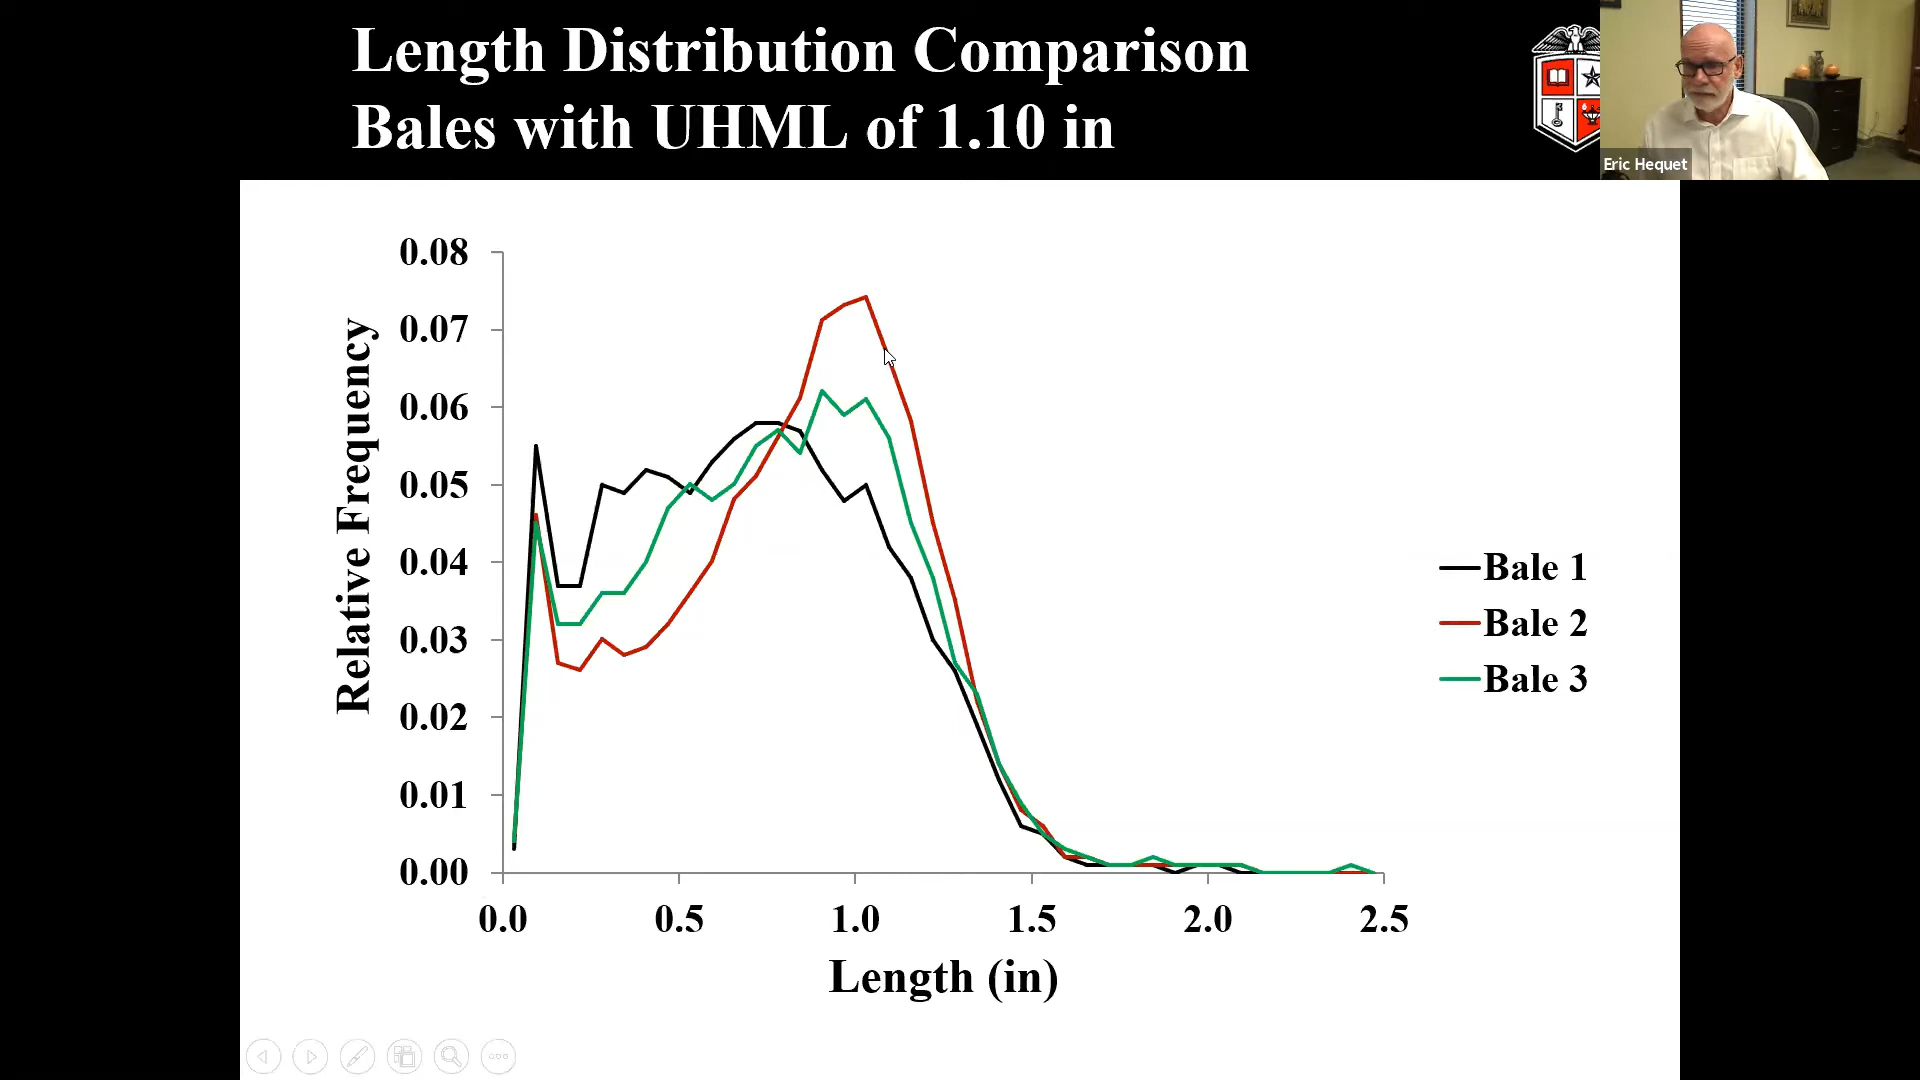 Length Distribution Comparison
Bales with UHML of 1.10 in
Eric Hequet
0.08
0.07
0.06
0.05
0.04
0.03
0.02
0.01
0.00
Relative Frequency
0.0 0.5 1.0 1.5 2.0 2.5
Length (in)
Bale 1
Bale 2
Bale 3